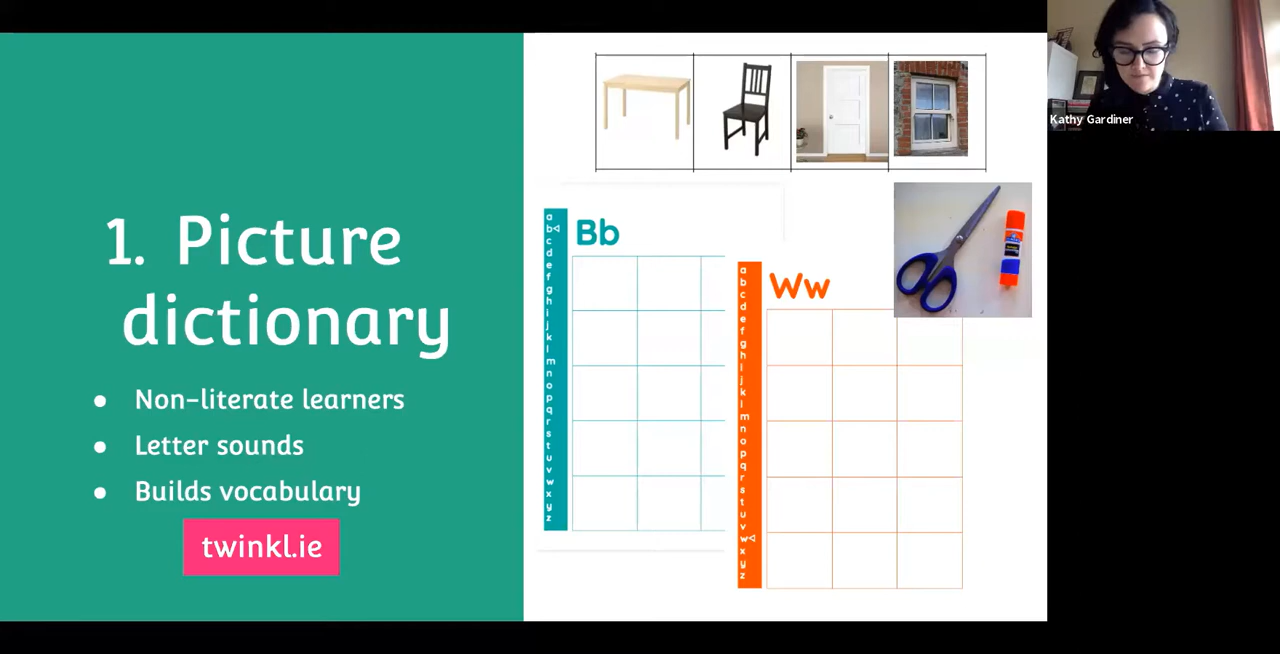 1. Picture
dictionary
● Non-literate learners
● Letter sounds
● Builds vocabulary
twinkl.ie
Bb
a
b
c
d
e
f
g
h
i
j
k
l
m
n
o
p
q
r
s
t
u
v
w
x
y
z
Ww
a
b
c
d
e
f
g
h
i
j
k
l
m
n
o
p
q
r
s
t
u
v
w
x
y
z
Kathy Gardiner